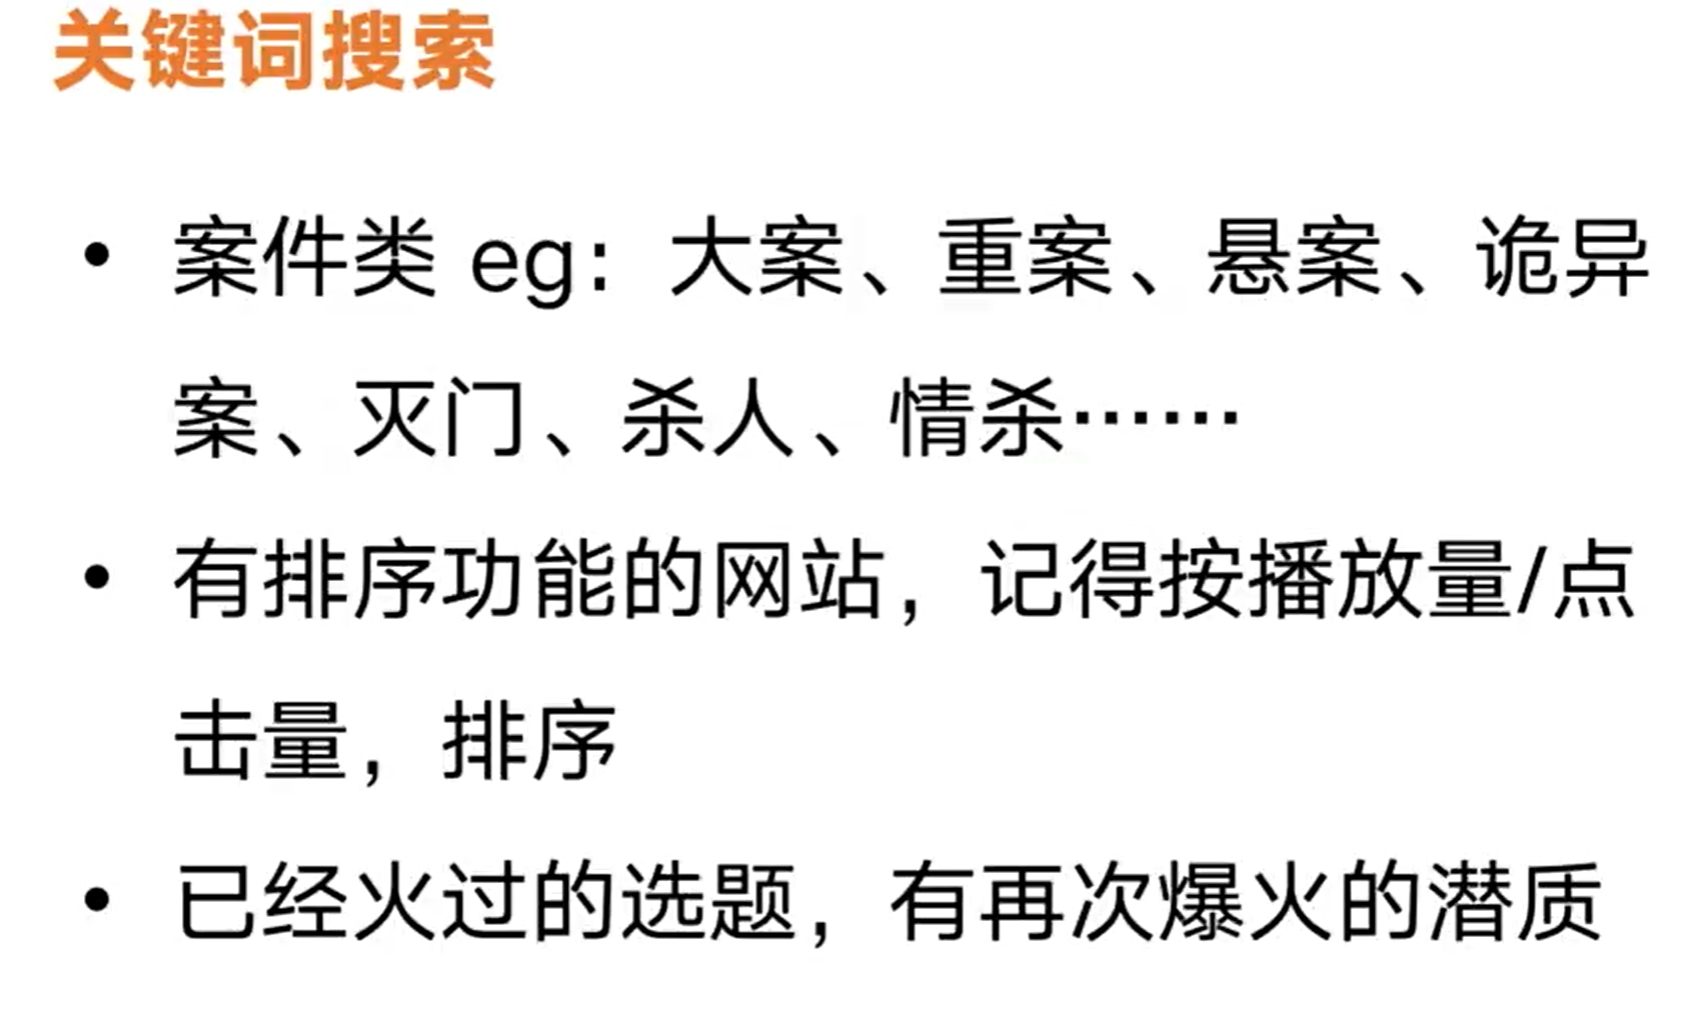 关键词搜索
• 案件类 eg：大案、重案、悬案、诡异
案、灭门、杀人、情杀……
• 有排序功能的网站，记得按播放量/点
击量，排序
• 已经火过的选题，有再次爆火的潜质